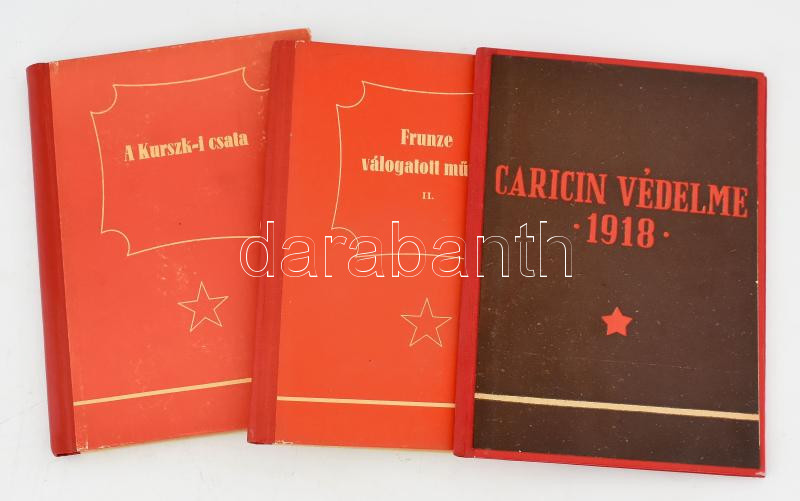 A Kurszk-i csata
Frunze
válogatott mű
II.
CARICIN VÉDELME
·1918·
darabanth